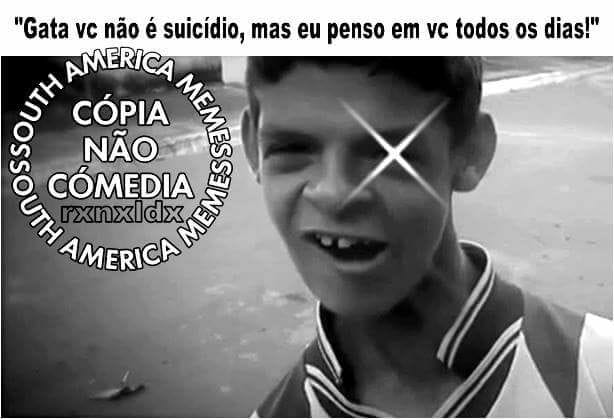 "Gata vc não é suicídio, mas eu penso em vc todos os dias!"
SOUTH AMERICA MEMES
CÓPIA
NÃO
CÓMEDIA
rxnxldx
SOUTH AMERICA MEMES